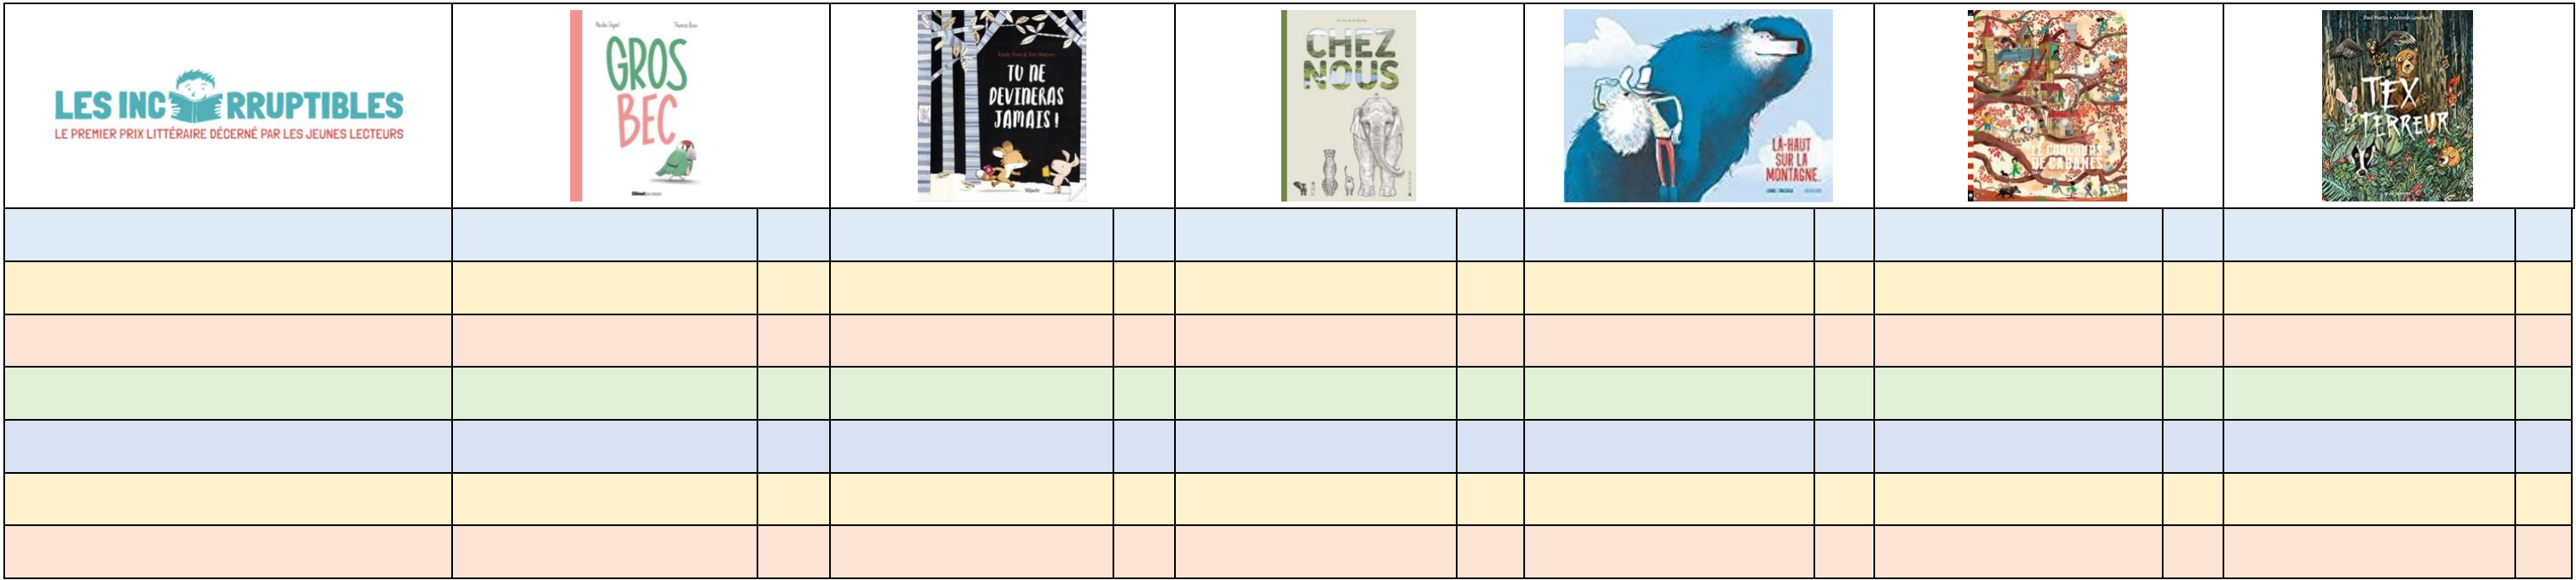 LES INCORRUPTIBLES
LE PREMIER PRIX LITTÉRAIRE DÉCERNÉ PAR LES JEUNES LECTEURS
GROS
BEC
TU NE
DEVINERAS
JAMAIS !
CHEZ
NOUS
LÀ-HAUT
SUR LA
MONTAGNE
LE CONCOURS
DE CABANES
TEX
TERREUR